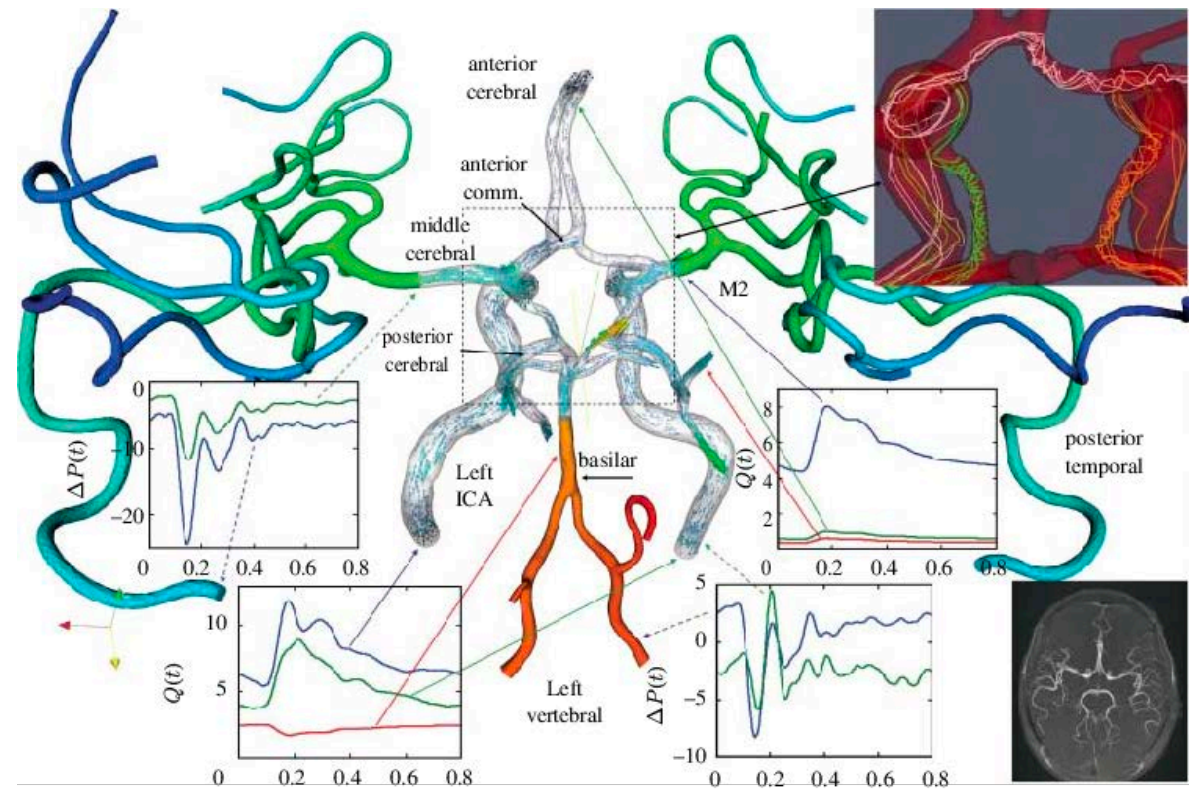 anterior
cerebral
anterior
comm.
middle
cerebral
M2
posterior
cerebral
0
−10
−20
ΔP(t)
0 0.2 0.4 0.6 0.8
Left
ICA
basilar
8
6
4
2
Q(t)
0 0.2 0.4 0.6 0.8
posterior
temporal
10
5
Q(t)
0 0.2 0.4 0.6 0.8
Left
vertebral
5
0
−5
−10
ΔP(t)
0 0.2 0.4 0.6 0.8